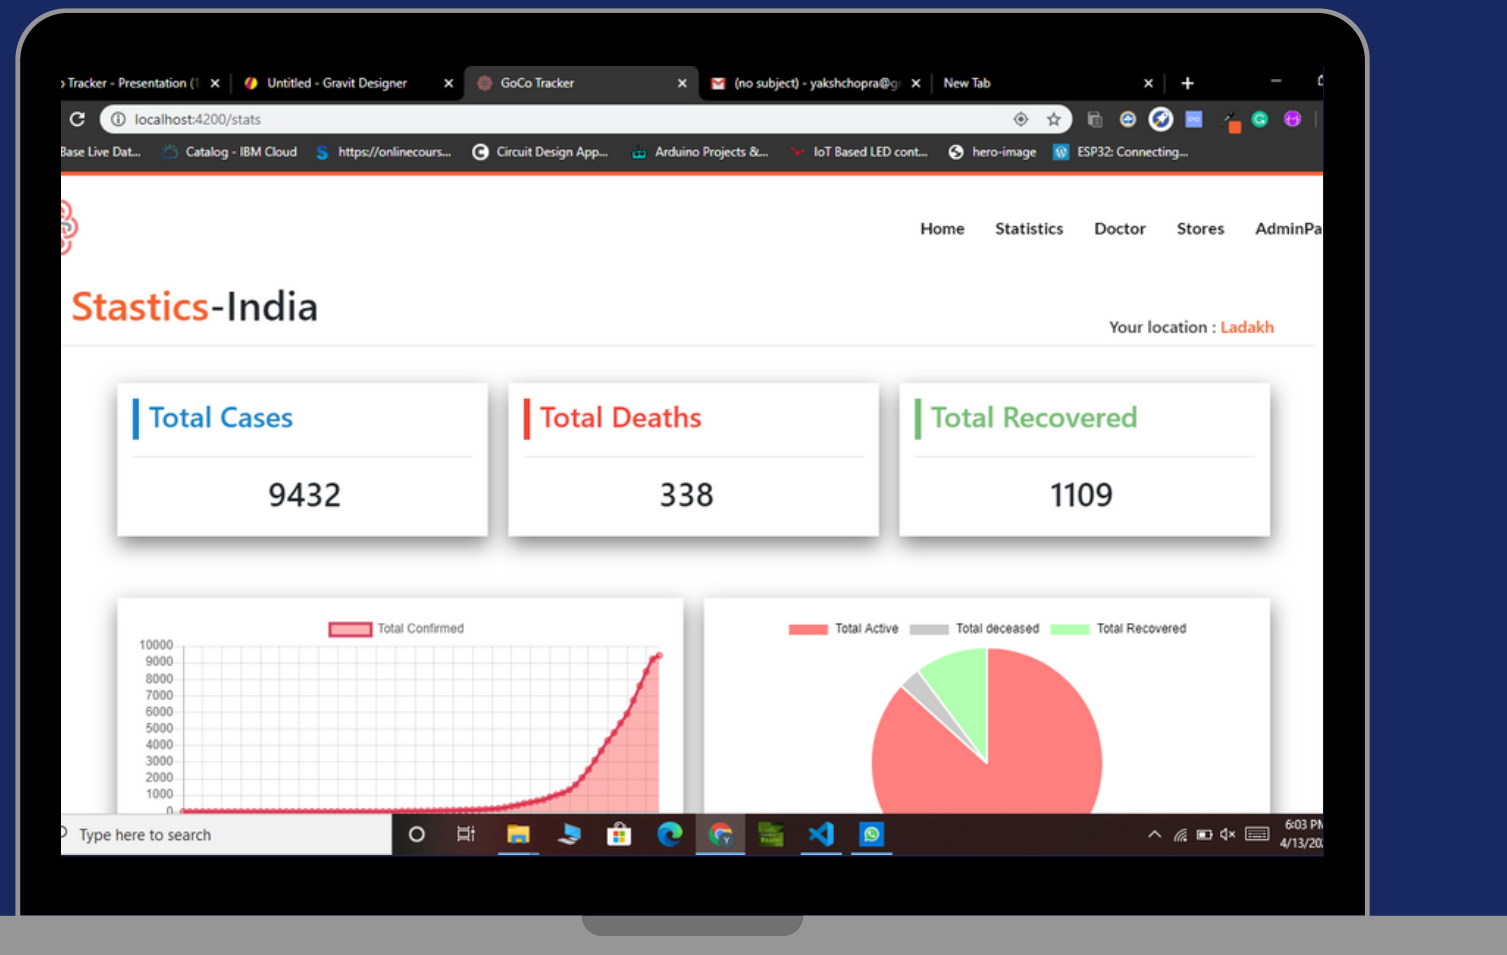 Tracker - Presentation (1 Untitled - Gravit Designer GoCo Tracker (no subject) - yakshchopra@g New Tab
localhost:4200/stats
Base Live Dat... Catalog - IBM Cloud https://onlinecours... Circuit Design App... Arduino Projects &... IoT Based LED cont... hero-image ESP32: Connecting...
Home Statistics Doctor Stores AdminPa
Stastics-India
Your location : Ladakh
Total Cases Total Deaths Total Recovered
9432 338 1109
Total Confirmed
10000
9000
8000
7000
6000
5000
4000
3000
2000
1000
0
Total Active Total deceased Total Recovered
Type here to search
6:03 PM
4/13/20